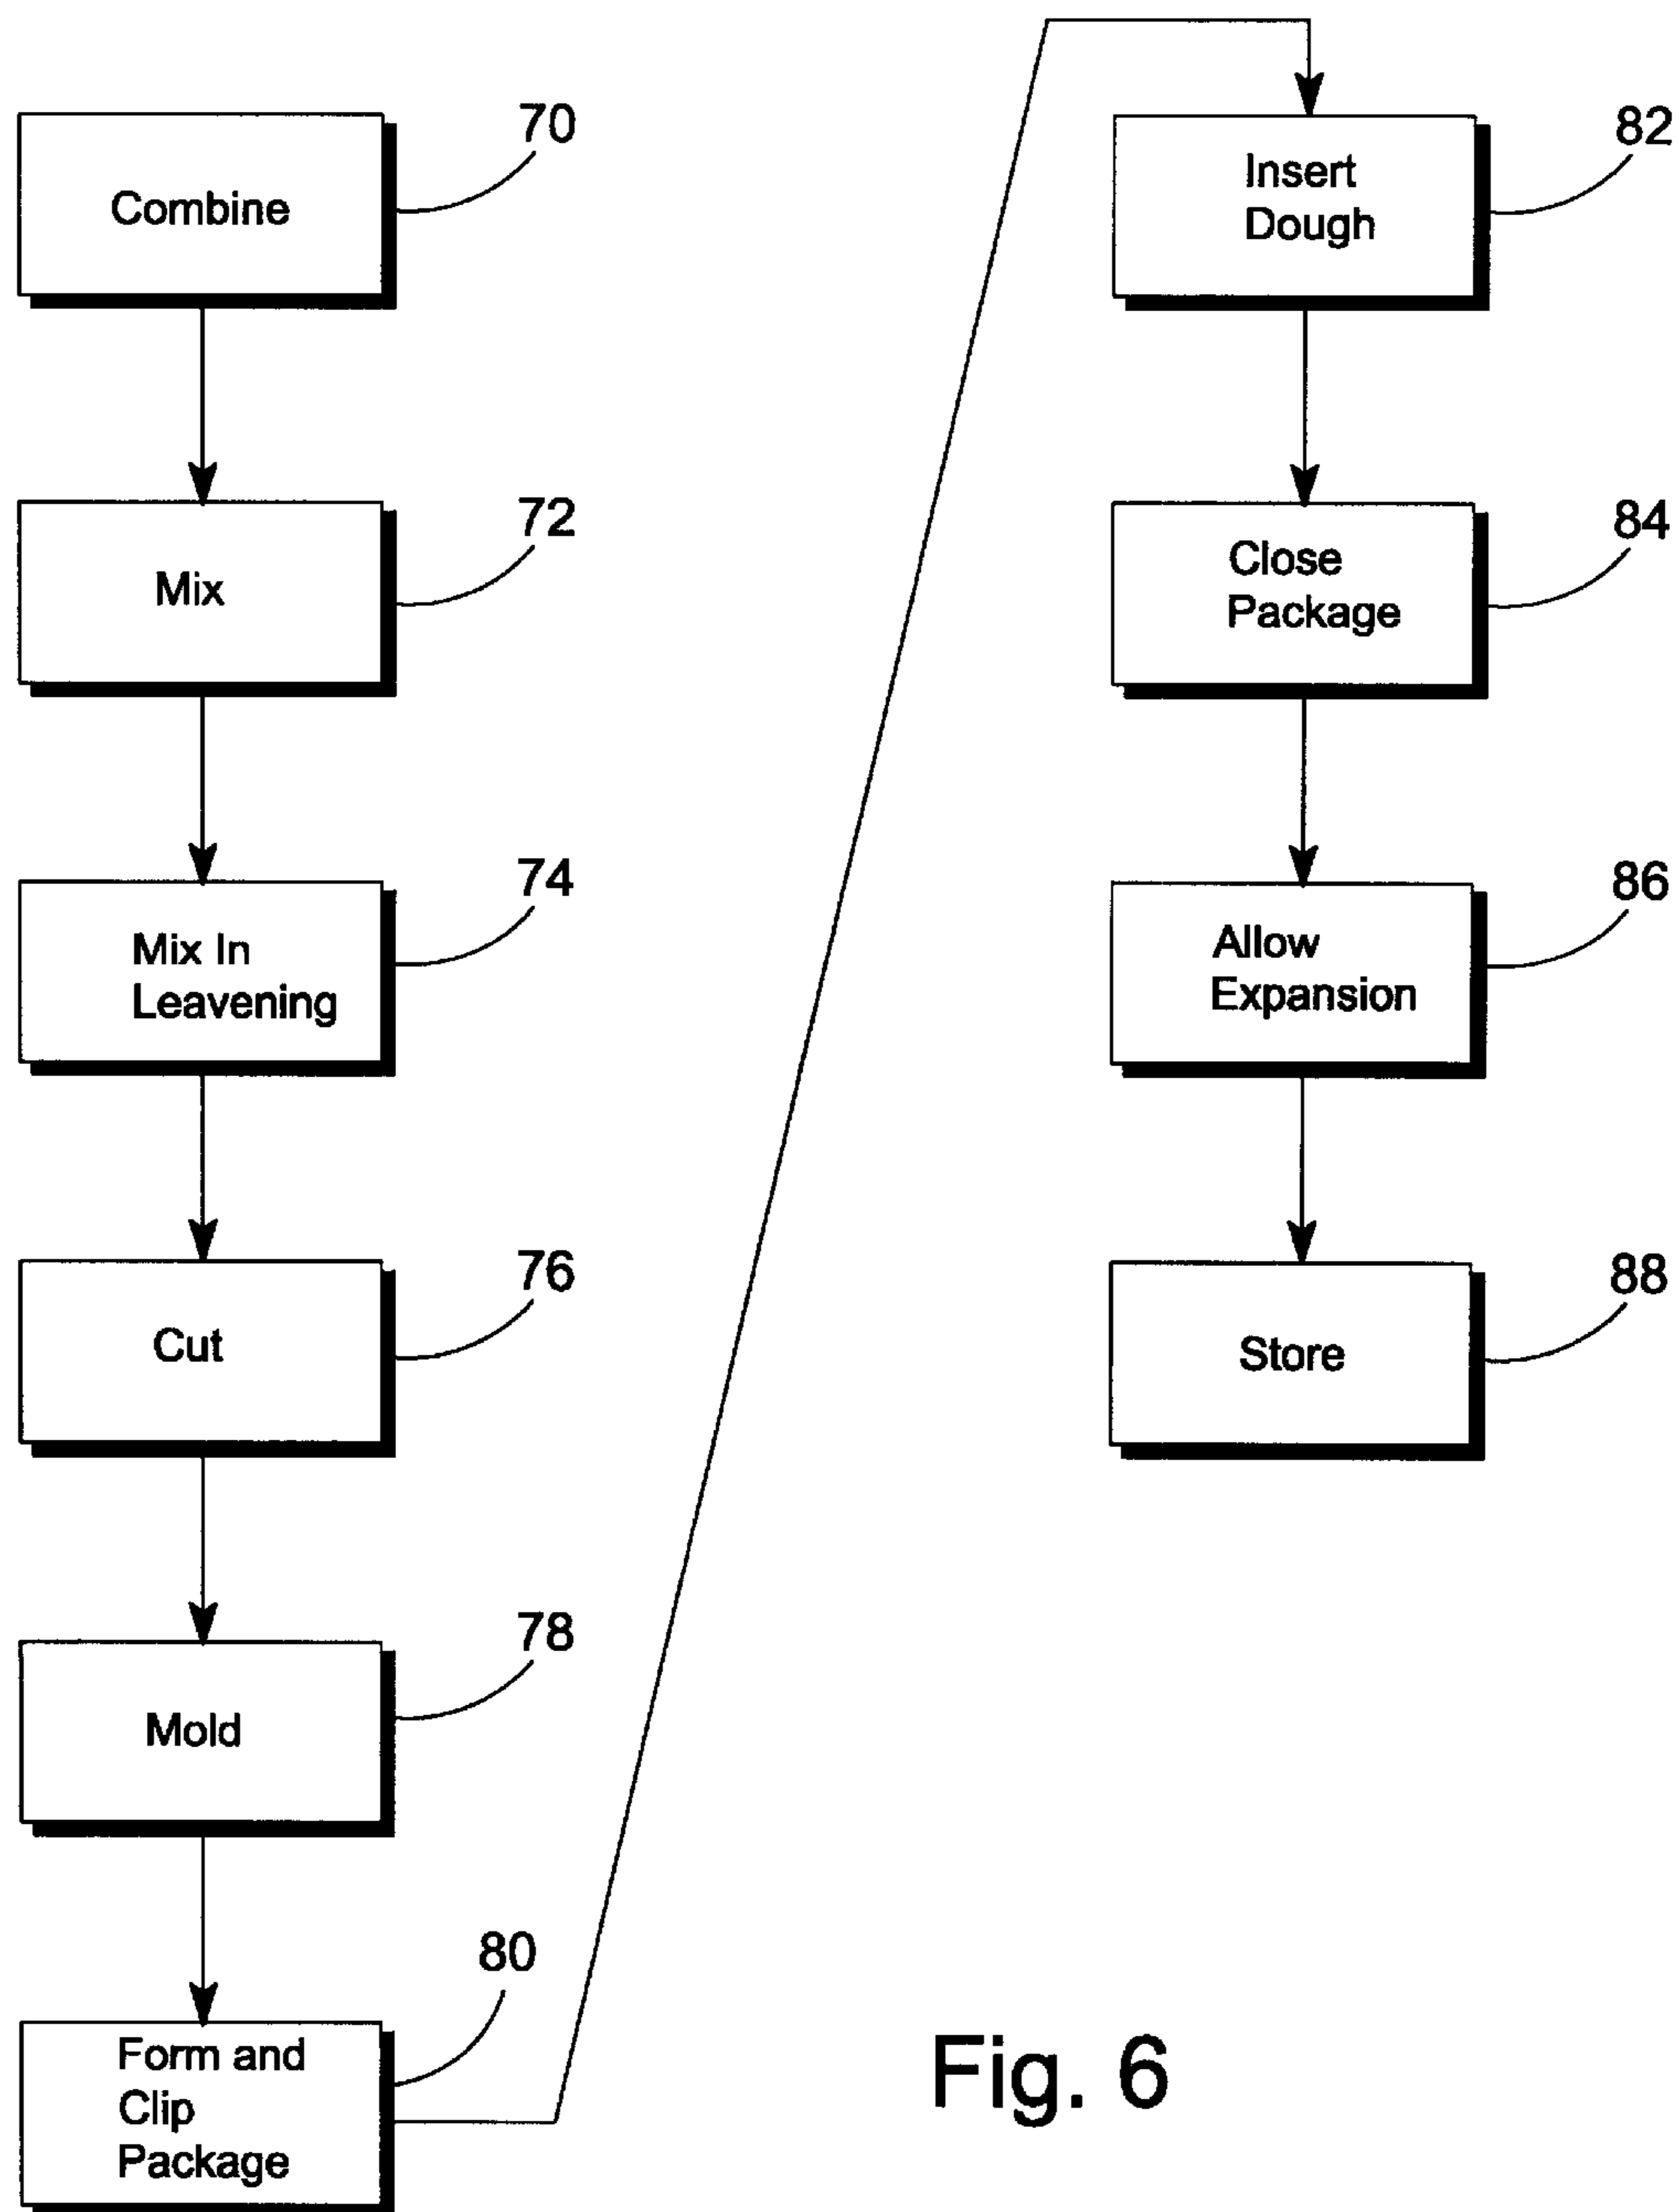 Combine
70
Mix
72
Mix In
Leavening
74
Cut
76
Mold
78
Form and
Clip
Package
80
Insert
Dough
82
Close
Package
84
Allow
Expansion
86
Store
88
Fig. 6